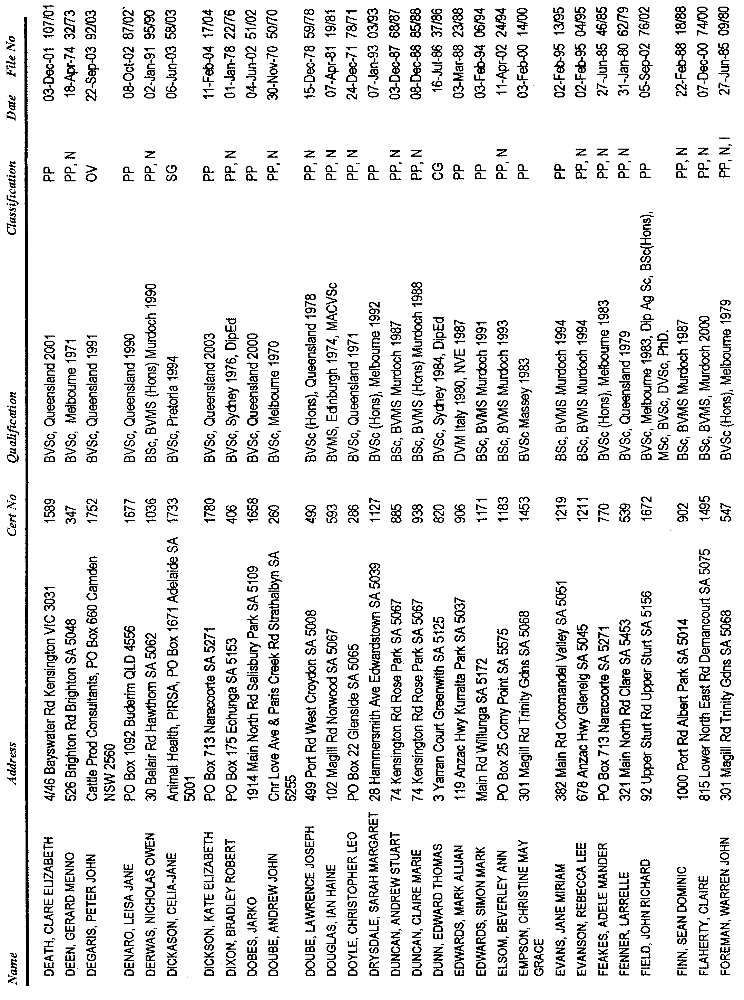 Name Address Cert No Qualification Classification Date File No
DEATH, CLARE ELIZABETH 4/46 Bayswater Rd Kensington VIC 3031 1589 BVSc, Queensland 2001 PP 03-Dec-01 107/01
DEEN, GERARD MENNO 526 Brighton Rd Brighton SA 5048 347 BVSc, Melbourne 1971 PP, N 18-Apr-74 32/73
DEGARIS, PETER JOHN Cattle Prod Consultants, PO Box 660 Camden 1752 BVSc, Queensland 1991 OV 22-Sep-03 92/03
NSW 2560
DENARO, LEISA JANE PO Box 1092 Buderim QLD 4556 1677 BVSc, Queensland 1990 PP 08-Oct-02 87/02
DERWAS, NICHOLAS OWEN 30 Belair Rd Hawthorn SA 5062 1036 BSc, BVMS (Hons) Murdoch 1990 PP, N 02-Jan-91 95/90
DICKASON, CELIA-JANE Animal Health, PIRSA, PO Box 1671 Adelaide SA 1733 BVSc, Pretoria 1994 SG 06-Jun-03 58/03
5001
DICKSON, KATE ELIZABETH PO Box 713 Naracoorte SA 5271 1780 BVSc, Queensland 2003 PP 11-Feb-04 17/04
DIXON, BRADLEY ROBERT PO Box 175 Echunga SA 5153 406 BVSc, Sydney 1976, DipEd PP, N 01-Jan-78 22/76
DOBES, JARKO 1914 Main North Rd Salisbury Park SA 5109 1658 BVSc, Queensland 2000 PP 04-Jun-02 51/02
DOUBE, ANDREW JOHN Cnr Love Ave & Paris Creek Rd Strathalbyn SA 260 BVSc, Melbourne 1970 PP, N 30-Nov-70 50/70
5255
DOUBE, LAWRENCE JOSEPH 499 Port Rd West Croydon SA 5008 490 BVSc (Hons), Queensland 1978 PP, N 15-Dec-78 59/78
DOUGLAS, IAN HAINE 102 Magill Rd Norwood SA 5067 593 BVMS, Edinburgh 1974, MACVSc PP, N 07-Apr-81 19/81
DOYLE, CHRISTOPHER LEO PO Box 22 Glenside SA 5065 286 BVSc, Queensland 1971 PP, N 24-Dec-71 78/71
DRYSDALE, SARAH MARGARET 28 Hammersmith Ave Edwardstown SA 5039 1127 BVSc (Hons), Melbourne 1992 PP 07-Jan-93 03/93
DUNCAN, ANDREW STUART 74 Kensington Rd Rose Park SA 5067 885 BSc, BVMS Murdoch 1987 PP, N 03-Dec-87 68/87
DUNCAN, CLAIRE MARIE 74 Kensington Rd Rose Park SA 5067 938 BSc, BVMS (Hons) Murdoch 1988 PP, N 08-Dec-88 85/88
DUNN, EDWARD THOMAS 3 Yarran Court Greenwith SA 5125 820 BVSc, Sydney 1984, DipEd CG 16-Jul-86 37/86
EDWARDS, MARK ALIJAN 119 Anzac Hwy Kurralta Park SA 5037 906 DVM Italy 1980, NVE 1987 PP 03-Mar-88 23/88
EDWARDS, SIMON MARK Main Rd Willunga SA 5172 1171 BSc, BVMS Murdoch 1991 PP 03-Feb-94 06/94
ELSOM, BEVERLEY ANN PO Box 25 Corny Point SA 5575 1183 BSc, BVMS Murdoch 1993 PP, N 11-Apr-02 24/94
EMPSON, CHRISTINE MAY 301 Magill Rd Trinity Gdns SA 5068 1453 BVSc Massey 1983 PP 03-Feb-00 14/00
GRACE
EVANS, JANE MIRIAM 382 Main Rd Coromandel Valley SA 5051 1219 BSc, BVMS Murdoch 1994 PP 02-Feb-95 13/95
EVANSON, REBECCA LEE 678 Anzac Hwy Glenelg SA 5045 1211 BSc, BVMS Murdoch 1994 PP, N 02-Feb-95 04/95
FEAKES, ADELE MANDER PO Box 713 Naracoorte SA 5271 770 BVSc (Hons), Melbourne 1983 PP, N 27-Jun-85 46/85
FENNER, LARRELLE 321 Main North Rd Clare SA 5453 539 BVSc, Queensland 1979 PP, N 31-Jan-80 62/79
FIELD, JOHN RICHARD 92 Upper Sturt Rd Upper Sturt SA 5156 1672 BVSc, Melbourne 1983, Dip Ag Sc, BSc(Hons), PP 05-Sep-02 76/02
MSc, BVSc, DVSc, PhD.
FINN, SEAN DOMINIC 1000 Port Rd Albert Park SA 5014 902 BSc, BVMS Murdoch 1987 PP, N 22-Feb-88 18/88
FLAHERTY, CLAIRE 815 Lower North East Rd Demancourt SA 5075 1495 BSc, BVMS, Murdoch 2000 PP, N 07-Dec-00 74/00
FOREMAN, WARREN JOHN 301 Magill Rd Trinity Gdns SA 5068 547 BVSc (Hons), Melbourne 1979 PP, N, I 27-Jun-85 09/80